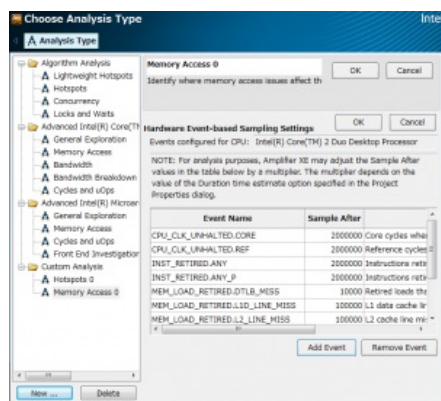 Choose Analysis Type
Inte
Analysis Type
Algorithm Analysis
Lightweight Hotspots
Hotspots
Concurrency
Locks and Waits
Advanced Intel(R) Core(TM
General Exploration
Memory Access
Bandwidth
Bandwidth Breakdown
Cycles and uOps
Advanced Intel(R) Microar
General Exploration
Memory Access
Cycles and uOps
Front End Investigation
Custom Analysis
Hotspots 0
Memory Access 0
New ...
Delete
Memory Access 0
Identify where memory access issues affect th
OK
Cancel
OK
Cancel
Hardware Event-based Sampling Settings
Events configured for CPU: Intel(R) Core(TM) 2 Duo Desktop Processor
NOTE: For analysis purposes, Amplifier XE may adjust the Sample After
values in the table below by a multiplier. The multiplier depends on the
value of the Duration time estimate option specified in the Project
Properties dialog.
Event Name Sample After
CPU_CLK_UNHALTED.CORE 2000000 Core cycles whe
CPU_CLK_UNHALTED.REF 2000000 Reference cycles
INST_RETIRED.ANY 2000000 Instructions reti
INST_RETIRED.ANY_P 2000000 Instructions reti
MEM_LOAD_RETIRED.DTLB_MISS 10000 Retired loads tha
MEM_LOAD_RETIRED.L1D_LINE_MISS 100000 L1 data cache li
MEM_LOAD_RETIRED.L2_LINE_MISS 100000 L2 cache line mi
Add Event
Remove Event